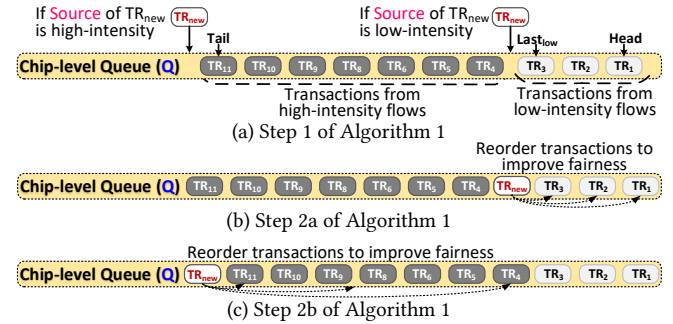 If Source of TRnew is high-intensity
TRnew
If Source of TRnew is low-intensity
TRnew
Tail
Lastlow
Head
Chip-level Queue (Q) TR11 TR10 TR9 TR8 TR6 TR5 TR4 TR3 TR2 TR1
Transactions from high-intensity flows
Transactions from low-intensity flows
(a) Step 1 of Algorithm 1
Reorder transactions to improve fairness
Chip-level Queue (Q) TR11 TR10 TR9 TR8 TR6 TR5 TR4 TRnew TR3 TR2 TR1
(b) Step 2a of Algorithm 1
Reorder transactions to improve fairness
Chip-level Queue (Q) TRnew TR11 TR10 TR9 TR8 TR6 TR5 TR4 TR3 TR2 TR1
(c) Step 2b of Algorithm 1